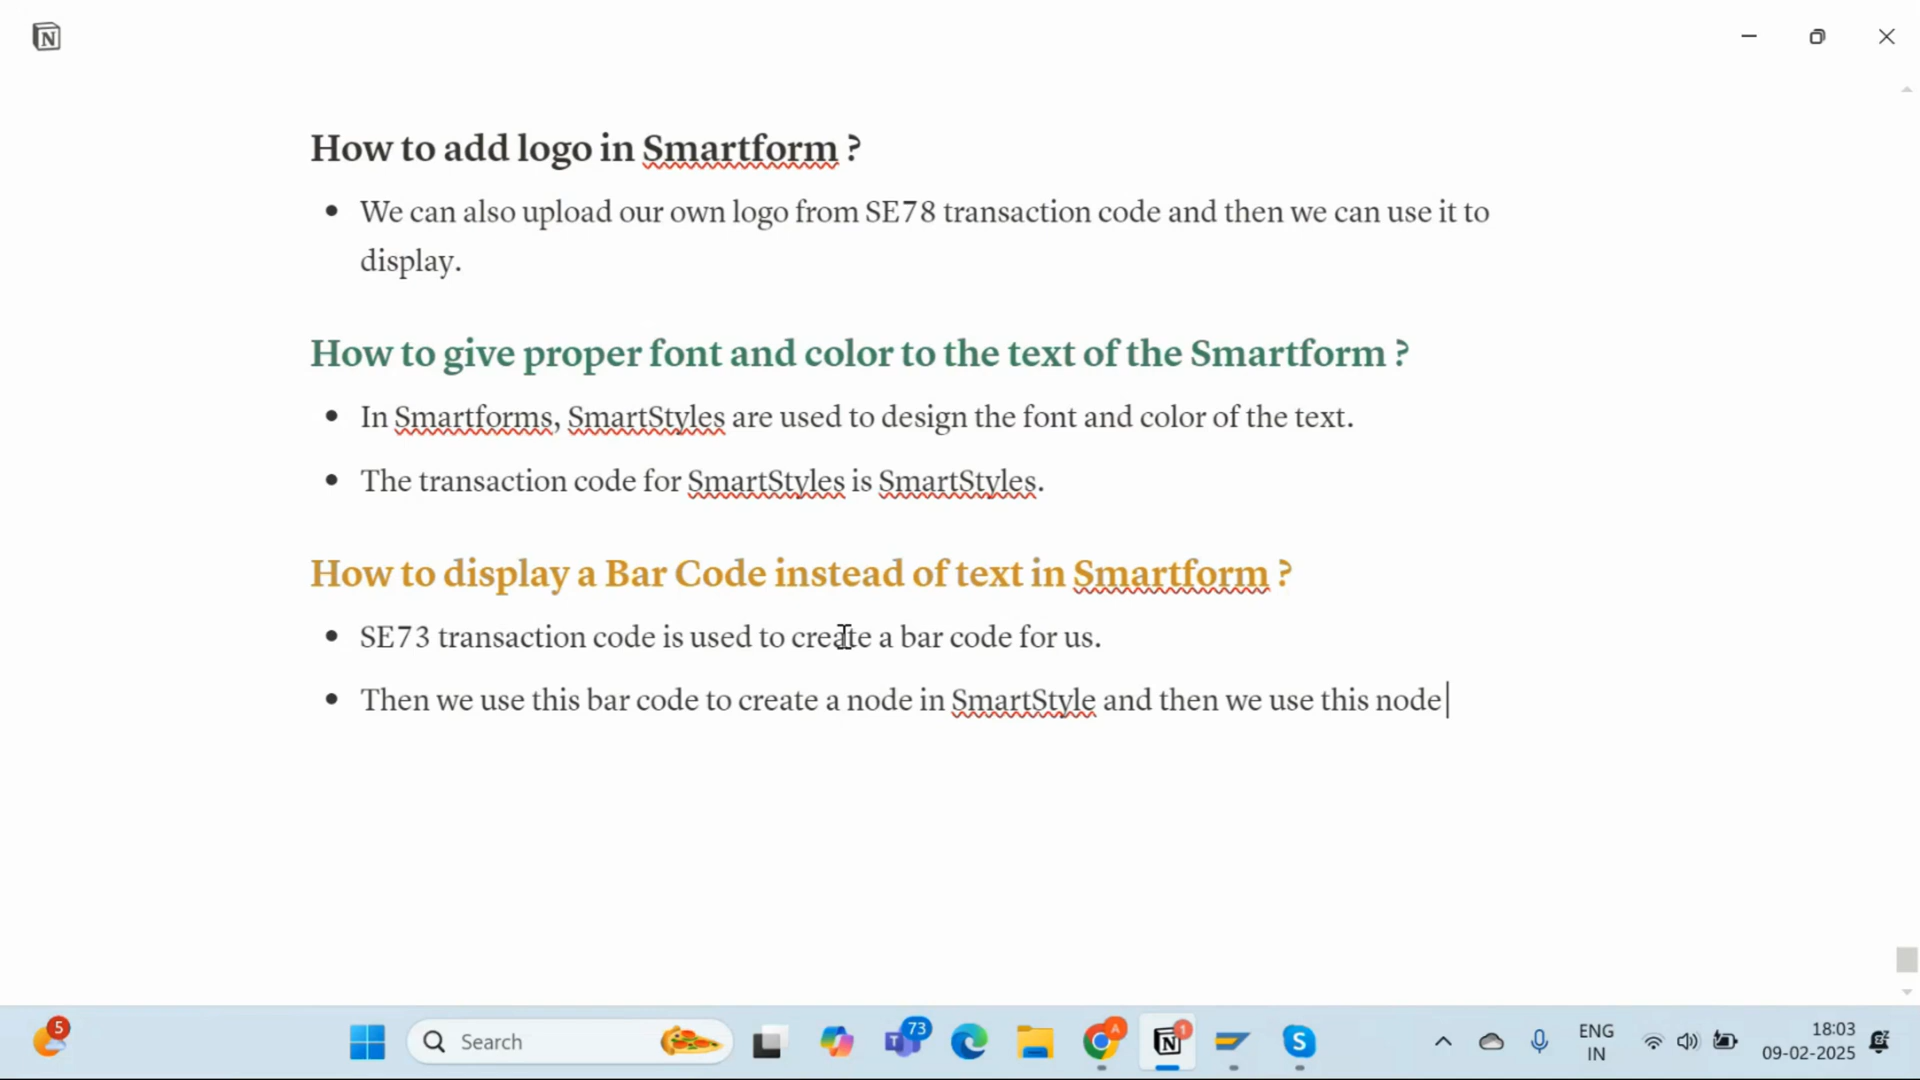 How to add logo in Smartform ?
We can also upload our own logo from SE78 transaction code and then we can use it to
display.
How to give proper font and color to the text of the Smartform ?
In Smartforms, SmartStyles are used to design the font and color of the text.
The transaction code for SmartStyles is SmartStyles.
How to display a Bar Code instead of text in Smartform ?
SE73 transaction code is used to create a bar code for us.
Then we use this bar code to create a node in SmartStyle and then we use this node
5
Search
73
A
1
ENG
IN
18:03
09-02-2025